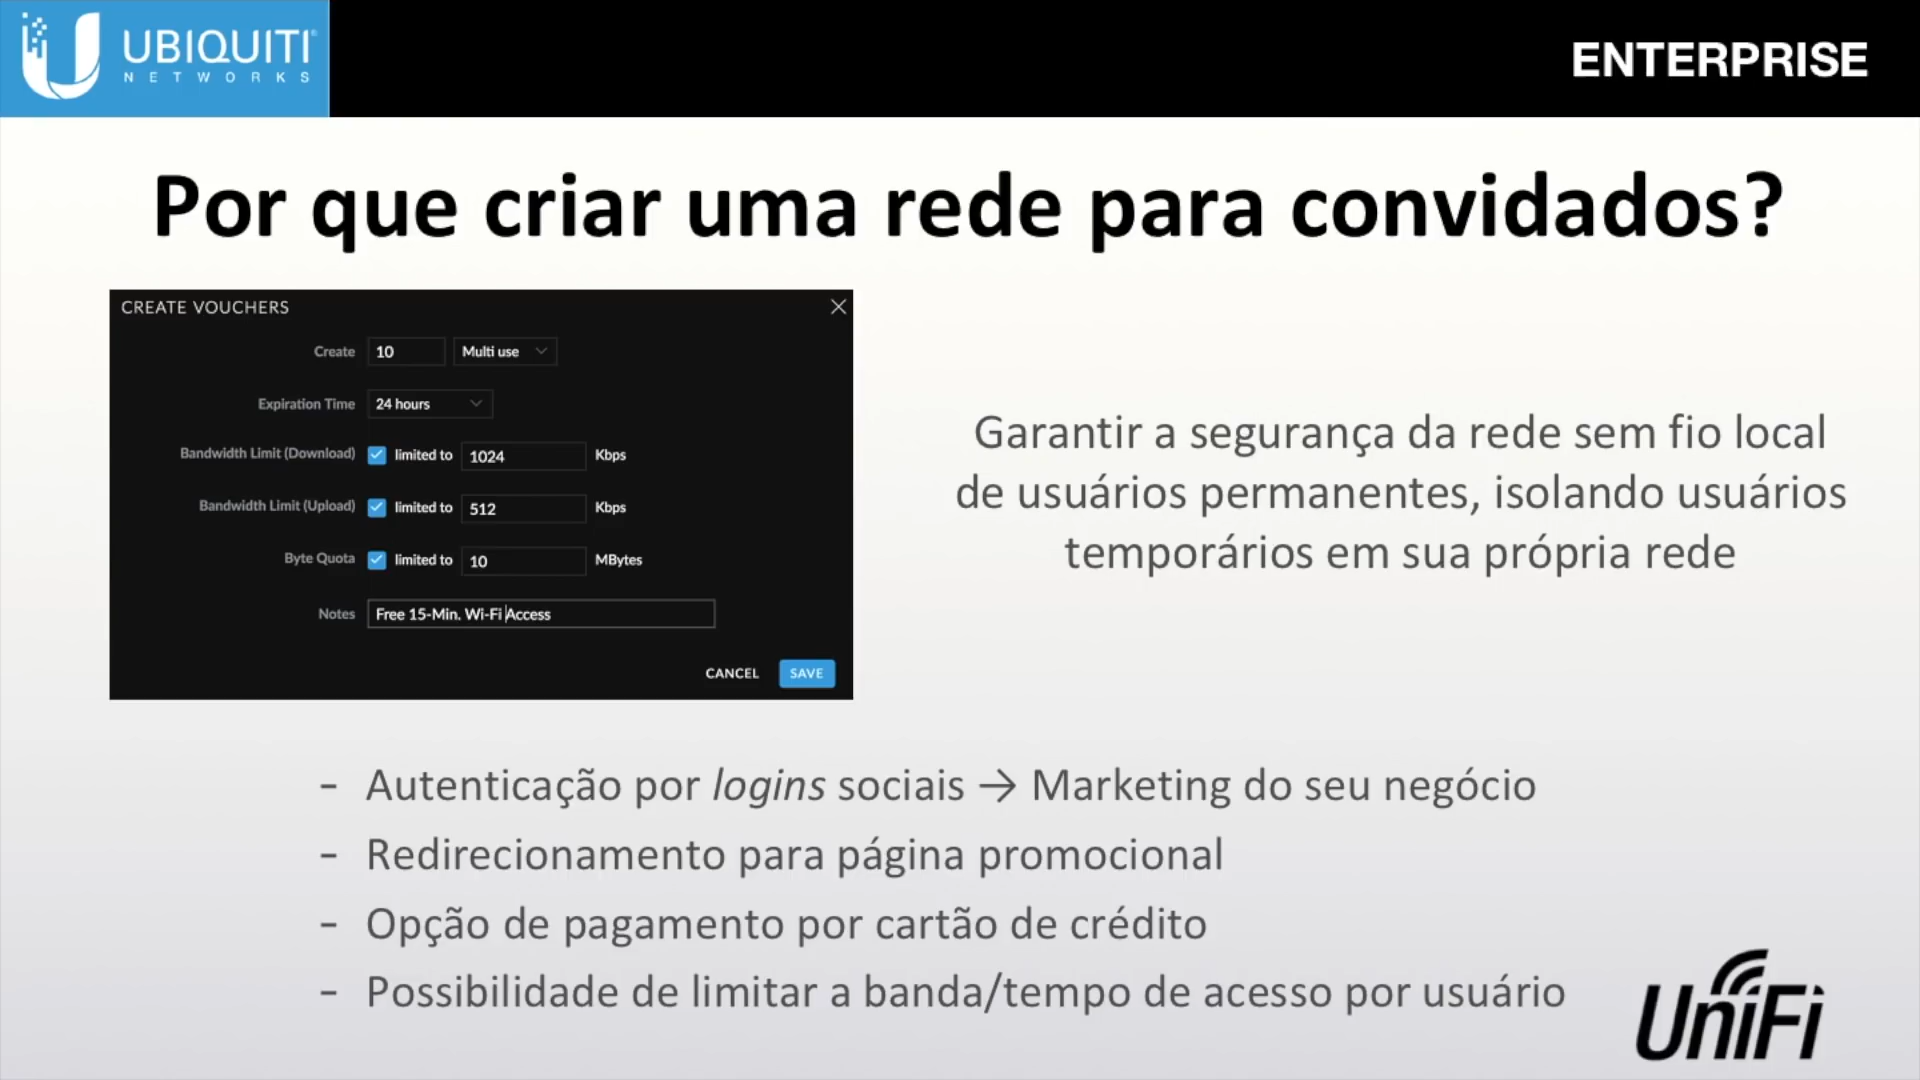 UBIQUITI
NETWORKS
ENTERPRISE
Por que criar uma rede para convidados?
CREATE VOUCHERS
Create 10 Multi use
Expiration Time 24 hours
Bandwidth Limit (Download) limited to 1024 Kbps
Bandwidth Limit (Upload) limited to 512 Kbps
Byte Quota limited to 10 MBytes
Notes Free 15-Min. Wi-Fi Access
CANCEL SAVE
Garantir a segurança da rede sem fio local
de usuários permanentes, isolando usuários
temporários em sua própria rede
- Autenticação por logins sociais → Marketing do seu negócio
- Redirecionamento para página promocional
- Opção de pagamento por cartão de crédito
- Possibilidade de limitar a banda/tempo de acesso por usuário
UniFi